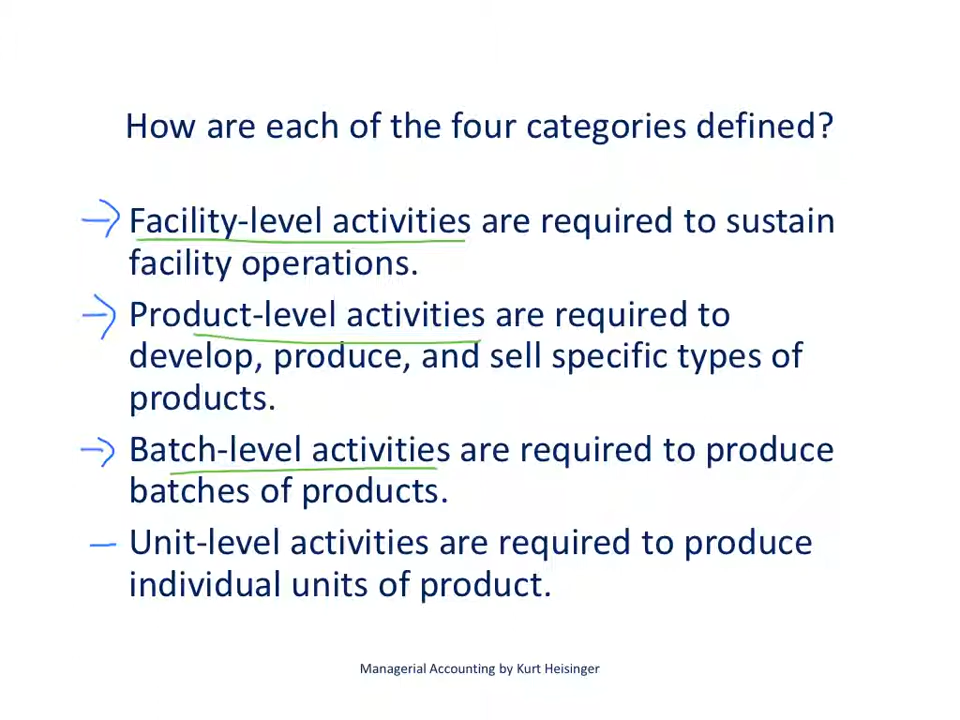 How are each of the four categories defined?
Facility-level activities are required to sustain
facility operations.
Product-level activities are required to
develop, produce, and sell specific types of
products.
Batch-level activities are required to produce
batches of products.
Unit-level activities are required to produce
individual units of product.
Managerial Accounting by Kurt Heisinger